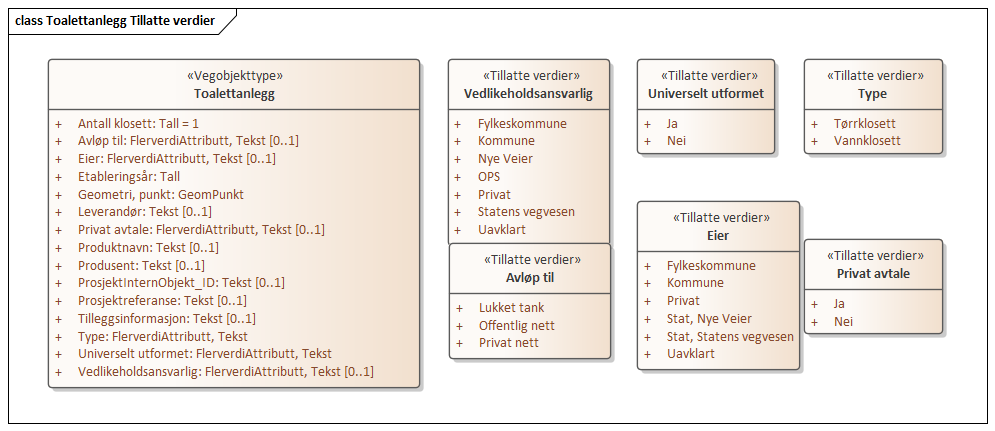 class Toalettanlegg Tillatte verdier
«Vegobjekttype»
Toalettanlegg
+ Antall klosett: Tall = 1
+ Avløp til: FlerverdiAttributt, Tekst [0..1]
+ Eier: FlerverdiAttributt, Tekst [0..1]
+ Etableringsår: Tall
+ Geometri, punkt: GeomPunkt
+ Leverandør: Tekst [0..1]
+ Privat avtale: FlerverdiAttributt, Tekst [0..1]
+ Produktnavn: Tekst [0..1]
+ Produsent: Tekst [0..1]
+ ProsjektInternObjekt_ID: Tekst [0..1]
+ Prosjektreferanse: Tekst [0..1]
+ Tilleggsinformasjon: Tekst [0..1]
+ Type: FlerverdiAttributt, Tekst
+ Universelt utformet: FlerverdiAttributt, Tekst
+ Vedlikeholdsansvarlig: FlerverdiAttributt, Tekst [0..1]
«Tillatte verdier»
Vedlikeholdsansvarlig
+ Fylkeskommune
+ Kommune
+ Nye Veier
+ OPS
+ Privat
+ Statens vegvesen
+ Uavklart
«Tillatte verdier»
Avløp til
+ Lukket tank
+ Offentlig nett
+ Privat nett
«Tillatte verdier»
Universelt utformet
+ Ja
+ Nei
«Tillatte verdier»
Eier
+ Fylkeskommune
+ Kommune
+ Privat
+ Stat, Nye Veier
+ Stat, Statens vegvesen
+ Uavklart
«Tillatte verdier»
Type
+ Tørrklosett
+ Vannklosett
«Tillatte verdier»
Privat avtale
+ Ja
+ Nei